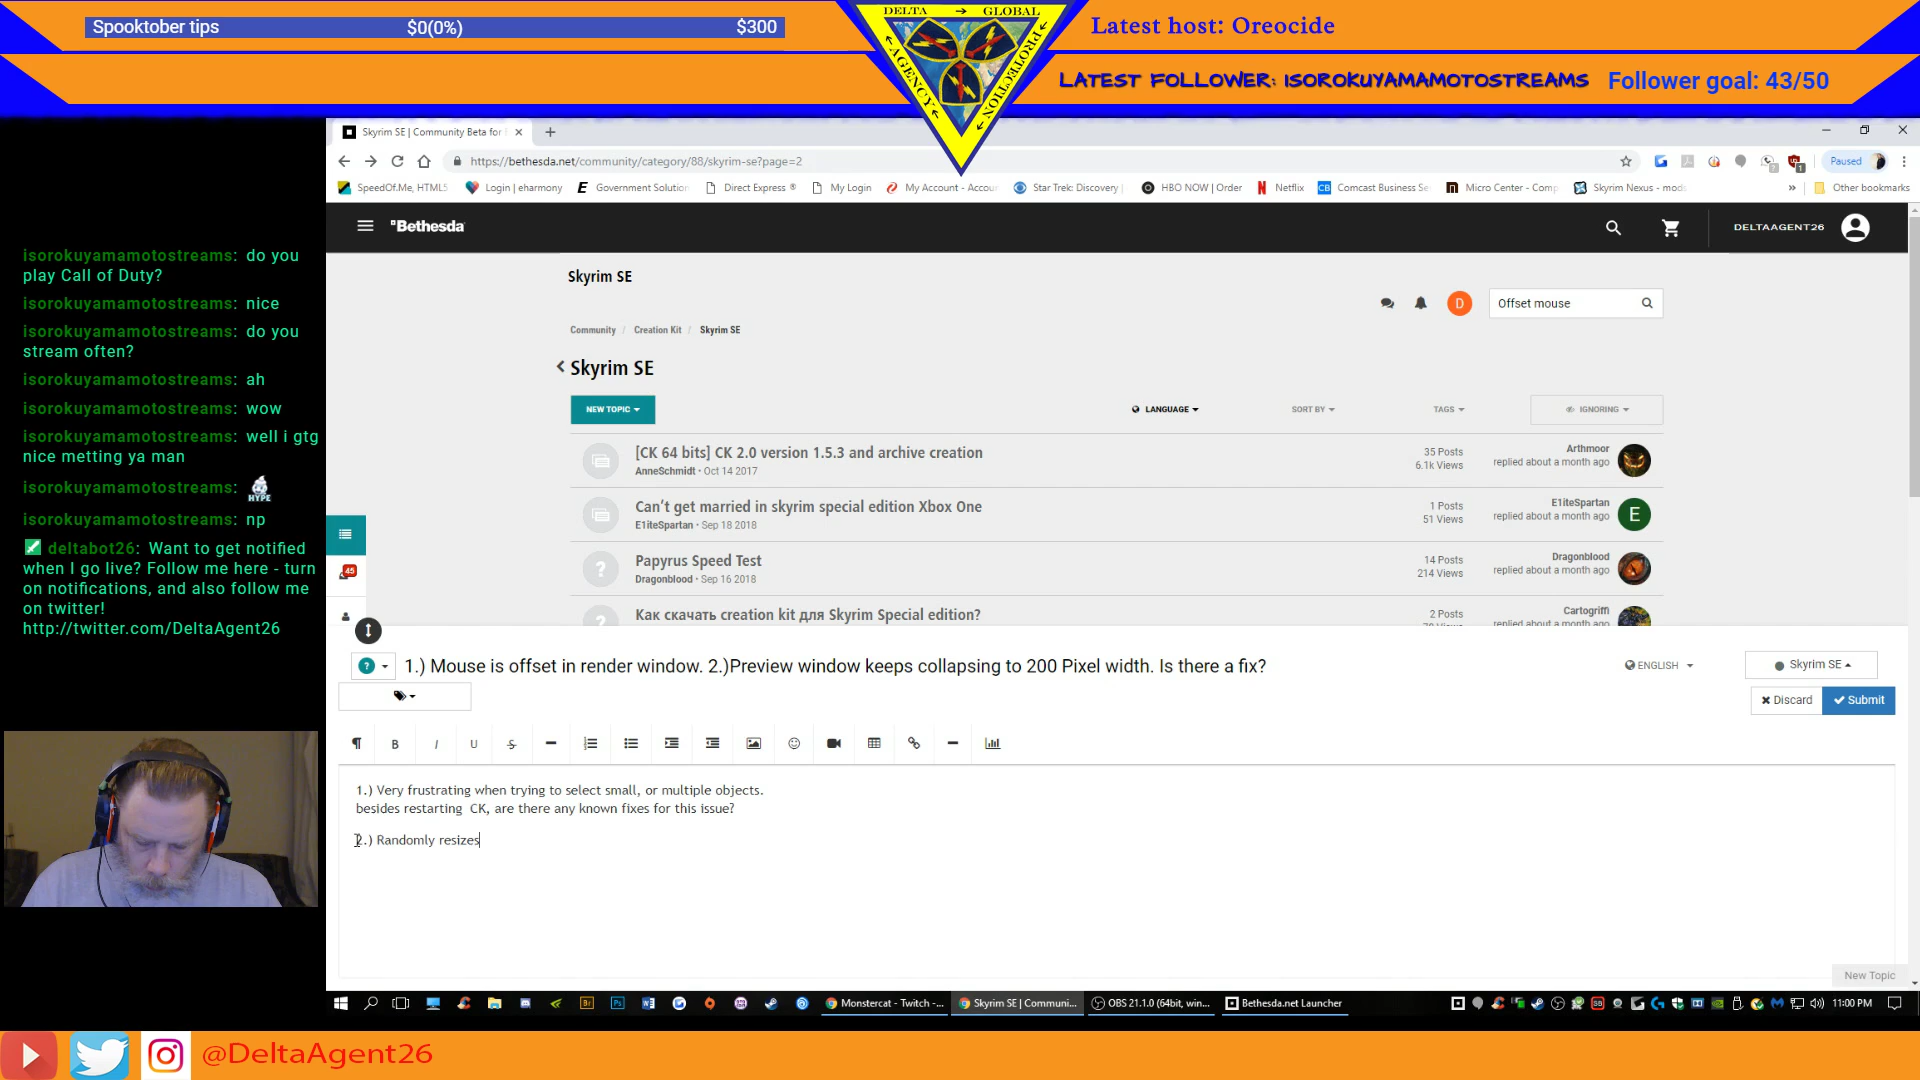 Spooktober tips $0(0%) $300
DELTA → GLOBAL
PROTECTION
AGENCY
Latest host: Oreocide
LATEST FOLLOWER: ISOROKUYAMAMOTOSTREAMS Follower goal: 43/50
isorokuyamamotostreams: do you
play Call of Duty?
isorokuyamamotostreams: nice
isorokuyamamotostreams: do you
stream often?
isorokuyamamotostreams: ah
isorokuyamamotostreams: wow
isorokuyamamotostreams: well i gtg
nice metting ya man
isorokuyamamotostreams: HYPE
isorokuyamamotostreams: np
deltabot26: Want to get notified
when I go live? Follow me here - turn
on notifications, and also follow me
on twitter!
http://twitter.com/DeltaAgent26
Skyrim SE | Community Beta for
https://bethesda.net/community/category/88/skyrim-se?page=2
Paused
SpeedOf.Me, HTML5 Login | eharmony Government Solution Direct Express ® My Login My Account - Accou Star Trek: Discovery HBO NOW | Order Netflix Comcast Business Se Micro Center - Comp Skyrim Nexus - mods » Other bookmarks
Bethesda DELTAAGENT26
Skyrim SE
D Offset mouse
Community / Creation Kit / Skyrim SE
Skyrim SE
NEW TOPIC LANGUAGE SORT BY TAGS IGNORING
[CK 64 bits] CK 2.0 version 1.5.3 and archive creation
AnneSchmidt • Oct 14 2017
35 Posts
6.1k Views
Arthmoor
replied about a month ago
Can't get married in skyrim special edition Xbox One
E1iteSpartan • Sep 18 2018
1 Posts
51 Views
E1iteSpartan
replied about a month ago
E
Papyrus Speed Test
Dragonblood • Sep 16 2018
14 Posts
214 Views
Dragonblood
replied about a month ago
Как скачать creation kit для Skyrim Special edition?
2 Posts
Cartogriffi
replied about a month ago
45
1.) Mouse is offset in render window. 2.)Preview window keeps collapsing to 200 Pixel width. Is there a fix?
ENGLISH Skyrim SE
Discard Submit
B I U S
1.) Very frustrating when trying to select small, or multiple objects.
besides restarting  CK, are there any known fixes for this issue?
2.) Randomly resizes
New Topic
Monstercat - Twitch -... Skyrim SE | Communi... OBS 21.1.0 (64bit, win... Bethesda.net Launcher 11:00 PM
@DeltaAgent26